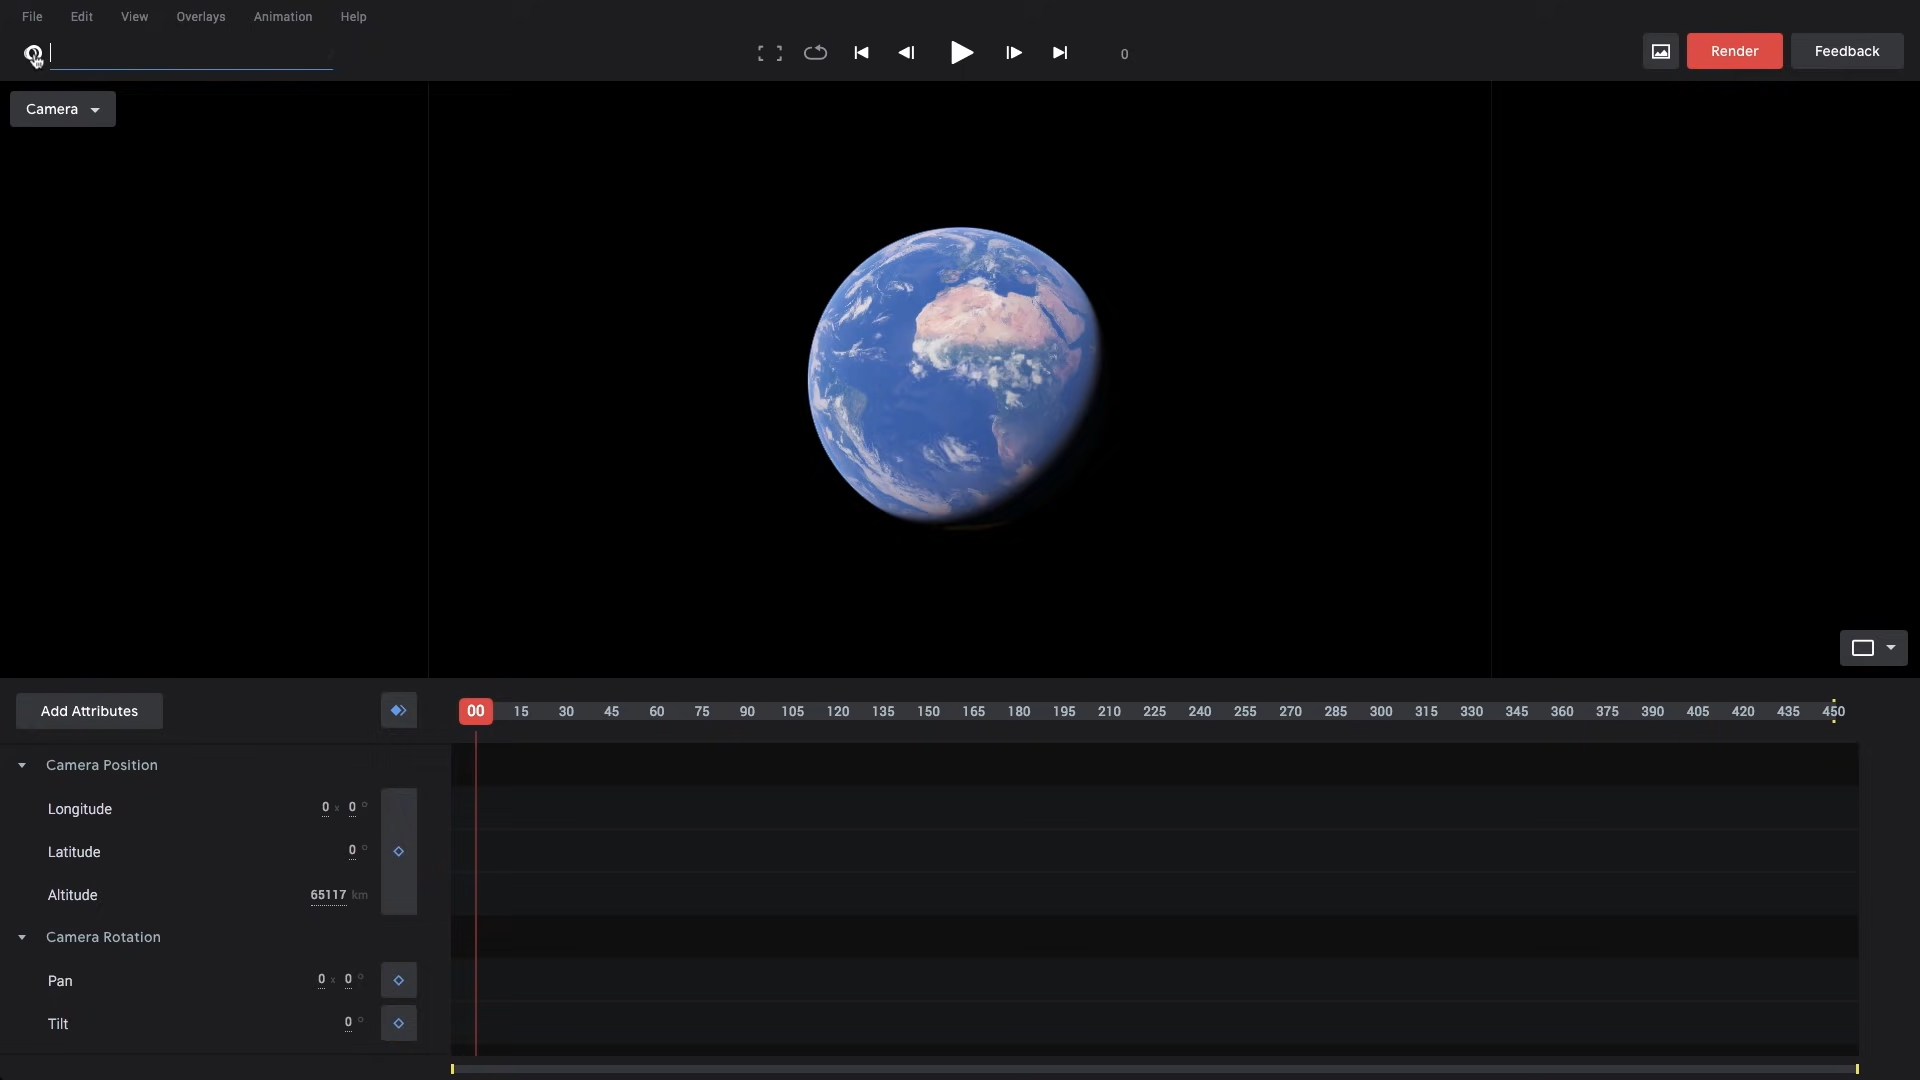 File Edit View Overlays Animation Help
0
Render Feedback
Camera
Add Attributes
00 15 30 45 60 75 90 105 120 135 150 165 180 195 210 225 240 255 270 285 300 315 330 345 360 375 390 405 420 435 450
Camera Position
Longitude 0 x 0 °
Latitude 0 °
Altitude 65117 km
Camera Rotation
Pan 0 x 0 °
Tilt 0 °